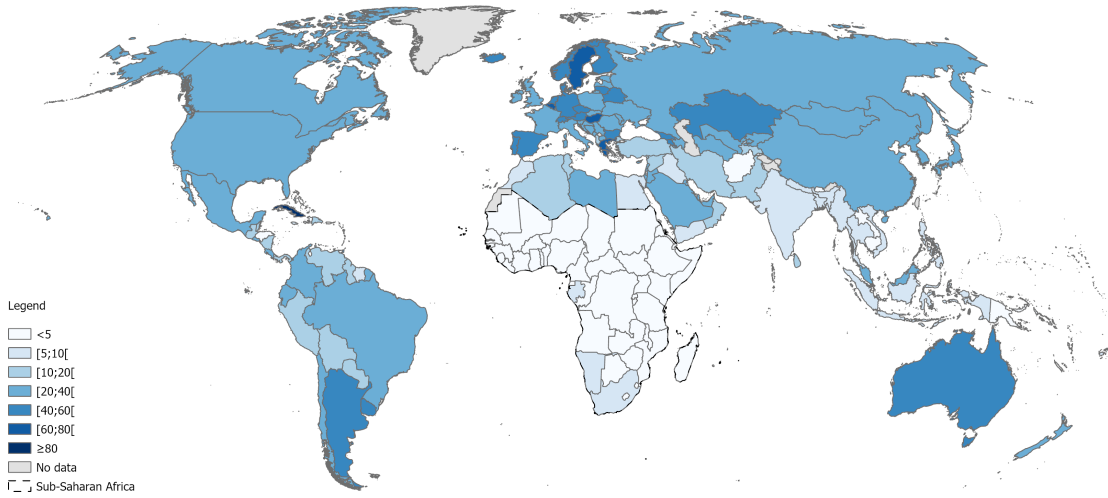 Legend
<5
[5;10[
[10;20[
[20;40[
[40;60[
[60;80[
≥80
No data
Sub-Saharan Africa